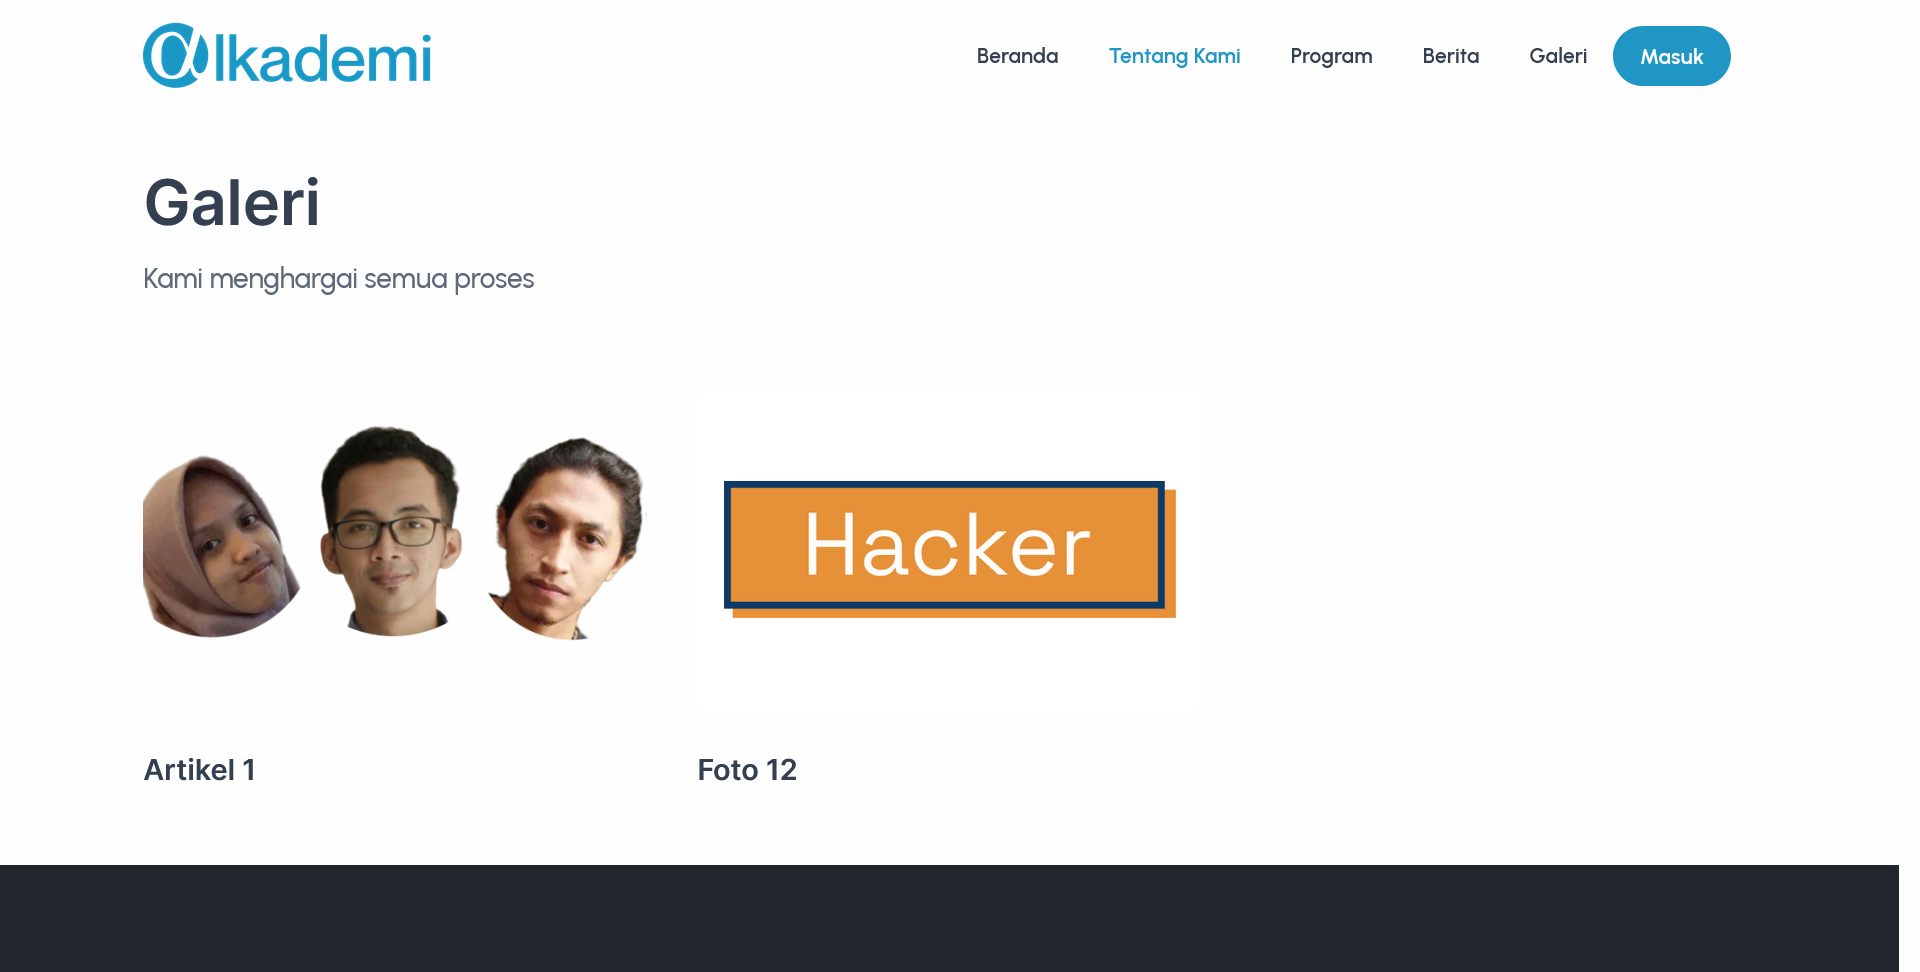 @lkademi
Beranda
Tentang Kami
Program
Berita
Galeri
Masuk
Galeri
Kami menghargai semua proses
Hacker
Artikel 1
Foto 12